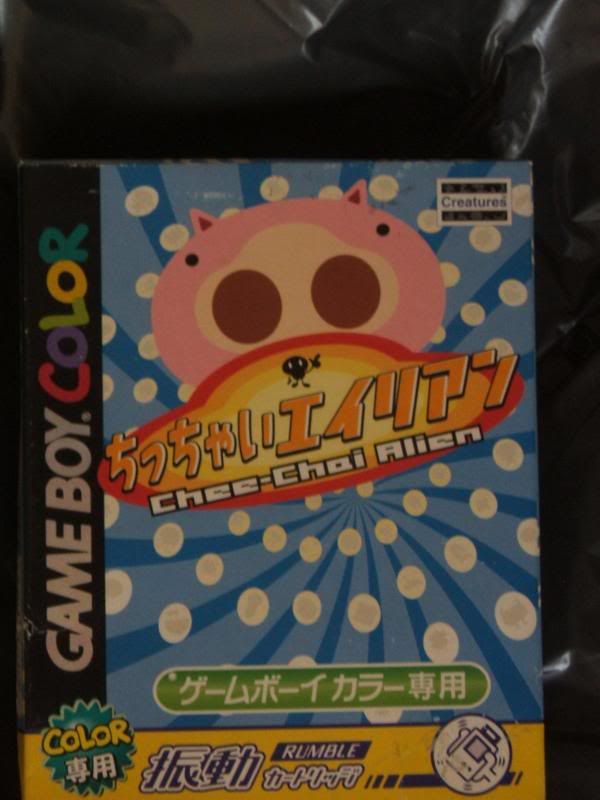 Creatures
GAME BOY COLOR
ちっちゃいエイリアン
Chee-Chai Alien
ゲームボーイカラー専用
COLOR
専用
振動
RUMBLE
カートリッジ